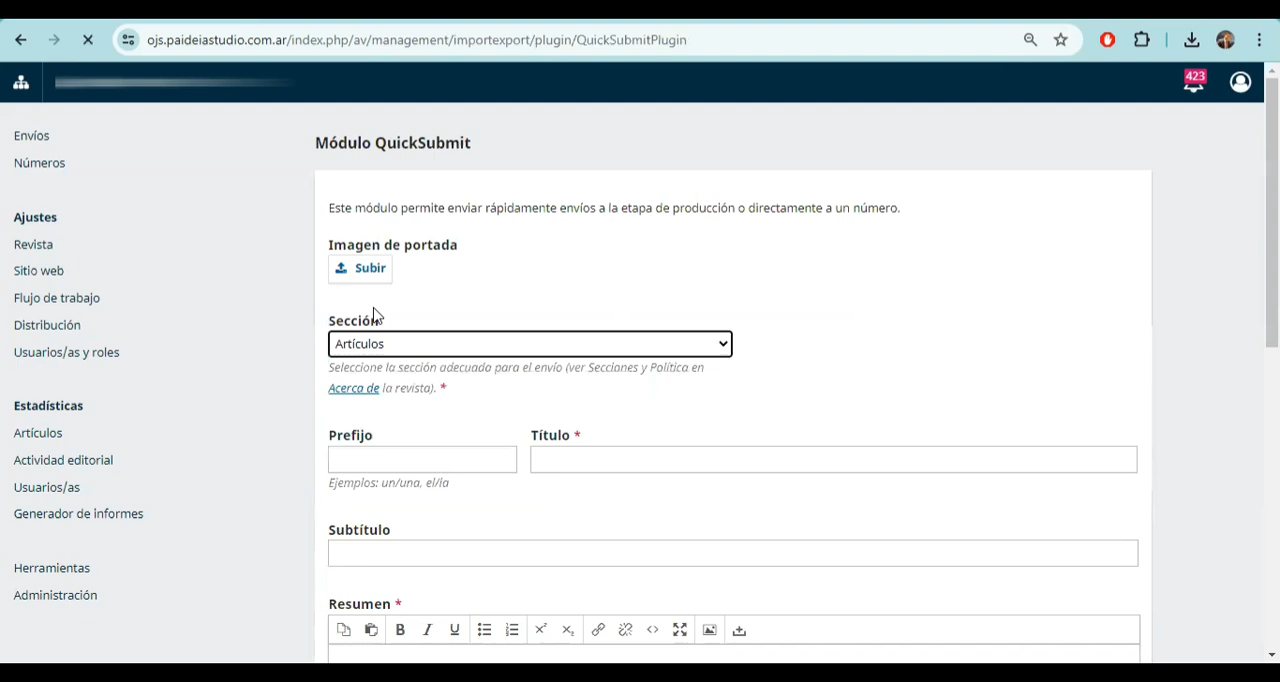 ojs.paideiastudio.com.ar/index.php/av/management/importexport/plugin/QuickSubmitPlugin
423
Envíos
Números
Ajustes
Revista
Sitio web
Flujo de trabajo
Distribución
Usuarios/as y roles
Estadísticas
Artículos
Actividad editorial
Usuarios/as
Generador de informes
Herramientas
Administración
Módulo QuickSubmit
Este módulo permite enviar rápidamente envíos a la etapa de producción o directamente a un número.
Imagen de portada
Subir
Sección
Artículos
Seleccione la sección adecuada para el envío (ver Secciones y Política en
Acerca de la revista). *
Prefijo
Título *
Ejemplos: un/una, el/la
Subtítulo
Resumen *
B I U